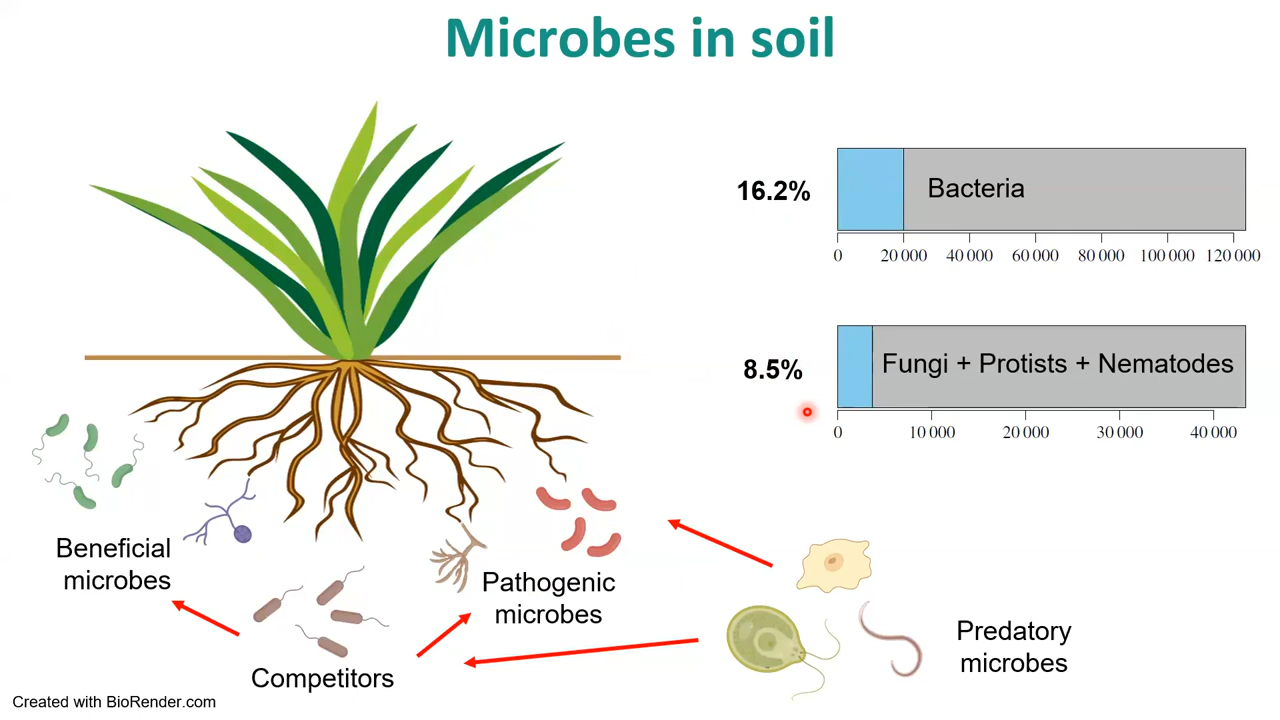 Microbes in soil
16.2%
Bacteria
0 20 000 40 000 60 000 80 000 100 000 120 000
8.5%
Fungi + Protists + Nematodes
0 10 000 20 000 30 000 40 000
Beneficial
microbes
Pathogenic
microbes
Competitors
Predatory
microbes
Created with BioRender.com